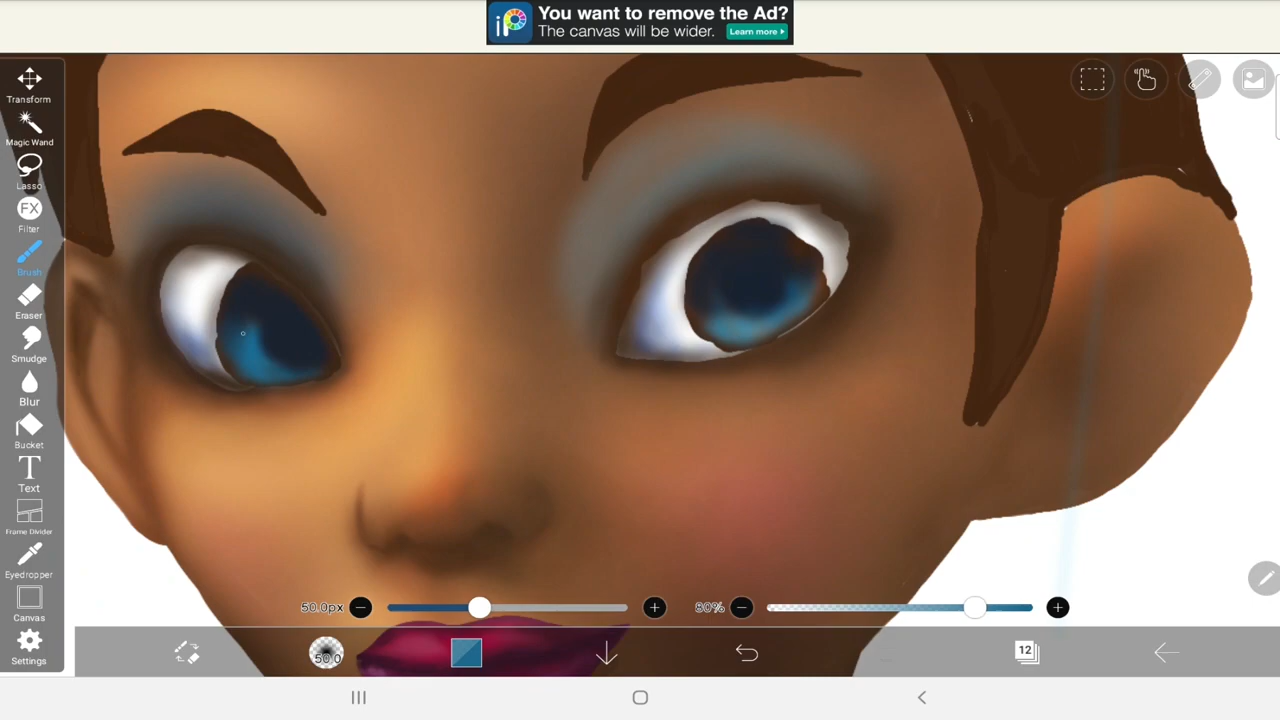 iP
You want to remove the Ad?
The canvas will be wider.
Learn more
Transform
Magic Wand
Lasso
FX
Filter
Brush
Eraser
Smudge
Blur
Bucket
T
Text
Frame Divider
Eyedropper
Canvas
Settings
50.0px
80%
50.0
12